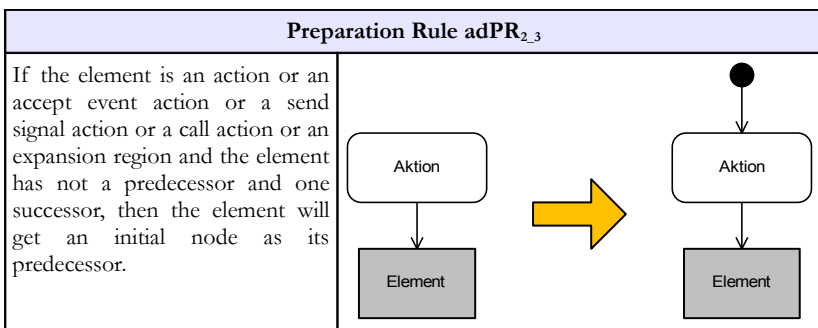 Preparation Rule adPR2_3
If the element is an action or an
accept event action or a send
signal action or a call action or an
expansion region and the element
has not a predecessor and one
successor, then the element will
get an initial node as its
predecessor.
Aktion
Element
Aktion
Element